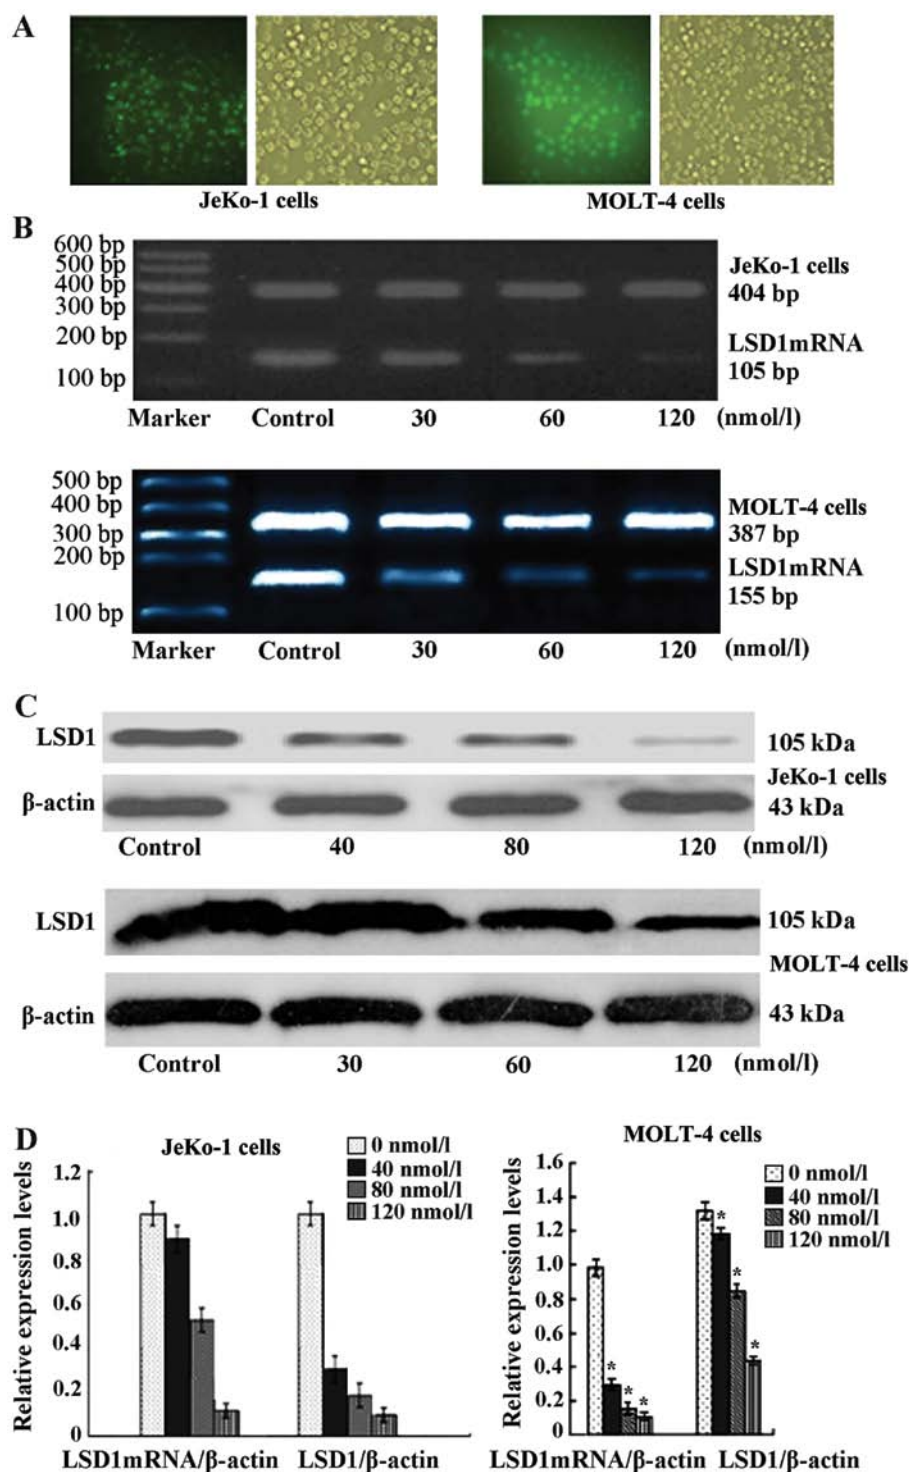 A
JeKo-1 cells
MOLT-4 cells
B
600 bp
500 bp
400 bp
300 bp
200 bp
100 bp
JeKo-1 cells
404 bp
LSD1mRNA
105 bp
Marker Control 30 60 120 (nmol/l)
500 bp
400 bp
300 bp
200 bp
100 bp
MOLT-4 cells
387 bp
LSD1mRNA
155 bp
Marker Control 30 60 120 (nmol/l)
C
LSD1 105 kDa
JeKo-1 cells
β-actin 43 kDa
Control 40 80 120 (nmol/l)
LSD1 105 kDa
MOLT-4 cells
β-actin 43 kDa
Control 30 60 120 (nmol/l)
D
JeKo-1 cells
0 nmol/l
40 nmol/l
80 nmol/l
120 nmol/l
Relative expression levels
1.2
1.0
0.8
0.6
0.4
0.2
0
LSD1mRNA/β-actin LSD1/β-actin
MOLT-4 cells
0 nmol/l
40 nmol/l
80 nmol/l
120 nmol/l
Relative expression levels
1.6
1.4
1.2
1.0
0.8
0.6
0.4
0.2
0.0
* * * * * *
LSD1mRNA/β-actin LSD1/β-actin